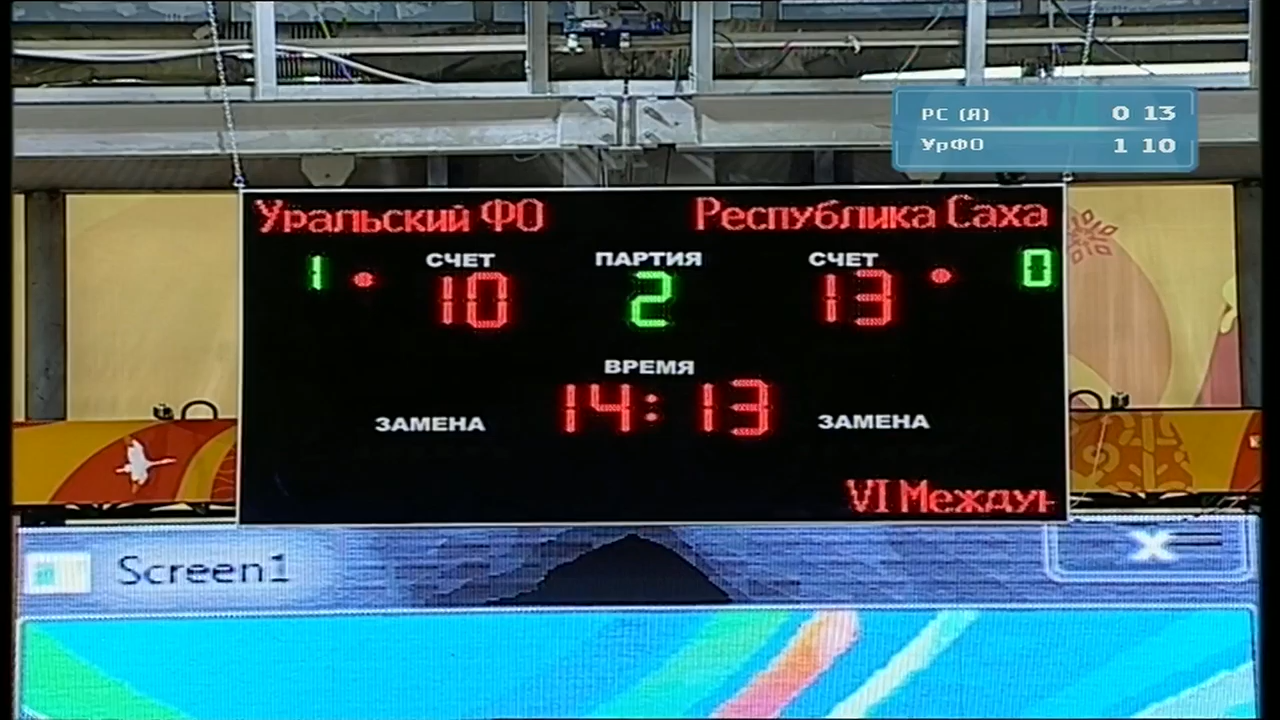 РС (Я) 0 13
УрФО 1 10
Уральский ФО Республика Саха
СЧЕТ ПАРТИЯ СЧЕТ
1 10 2 13 0
ВРЕМЯ
14:13
ЗАМЕНА ЗАМЕНА
VI Междун
Screen1